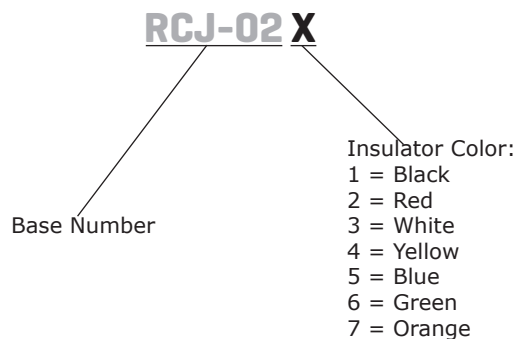 RCJ-02 X
Insulator Color:
1 = Black
2 = Red
3 = White
Base Number
4 = Yellow
5 = Blue
6 = Green
7 = Orange